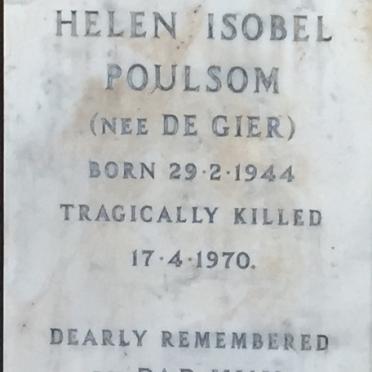 HELEN ISOBEL
POULSOM
(NEE DE GIER)
BORN 29·2·1944
TRAGICALLY KILLED
17·4·1970.
DEARLY REMEMBERED